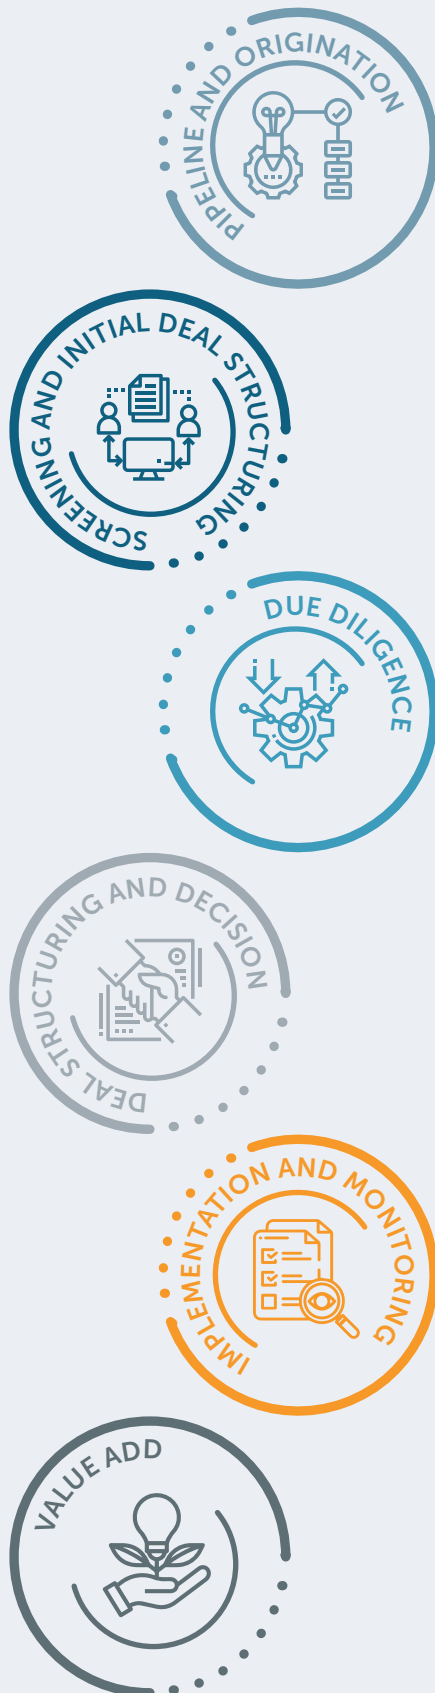 PIPELINE AND ORIGINATION
SCREENING AND INITIAL DEAL STRUCTURING
DUE DILIGENCE
DEAL STRUCTURING AND DECISION
IMPLEMENTATION AND MONITORING
VALUE ADD